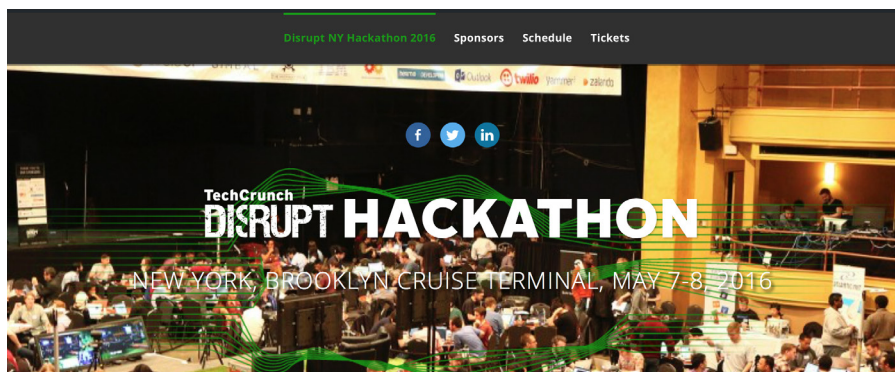 Disrupt NY Hackathon 2016 Sponsors Schedule Tickets
Outlook twilio yammer zalando
TechCrunch
DISRUPT HACKATHON
NEW YORK, BROOKLYN CRUISE TERMINAL, MAY 7-8, 2016